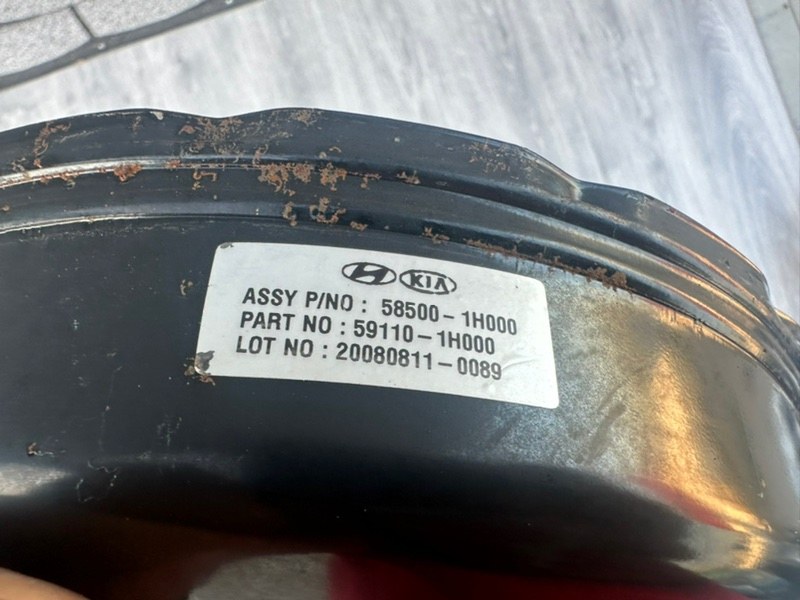 KIA
ASSY P/NO : 58500-1H000
PART NO : 59110-1H000
LOT NO : 20080811-0089